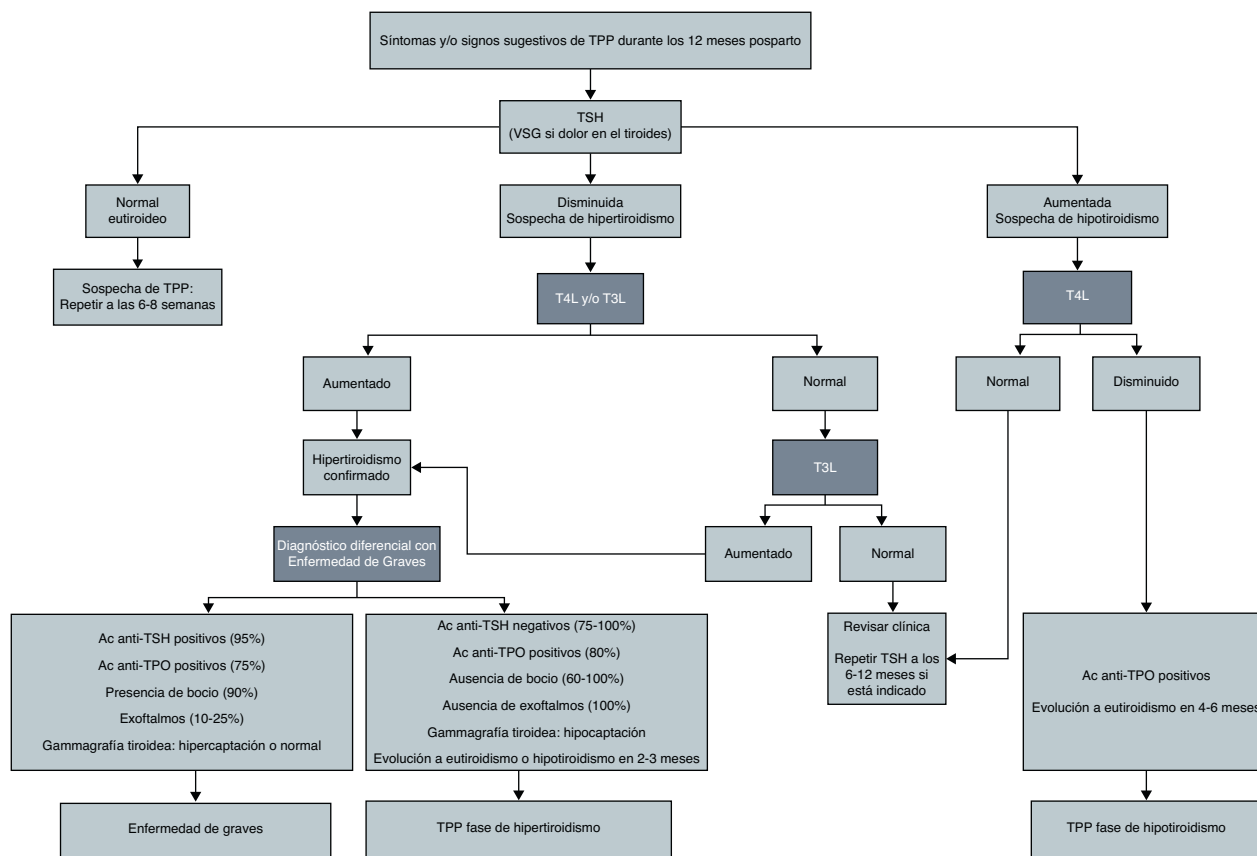 Síntomas y/o signos sugestivos de TPP durante los 12 meses posparto
TSH
(VSG si dolor en el tiroides)
Normal
eutiroideo
Disminuida
Sospecha de hipertiroidismo
Aumentada
Sospecha de hipotiroidismo
Sospecha de TPP:
Repetir a las 6-8 semanas
T4L y/o T3L
T4L
Aumentado
Normal
Normal
Disminuido
Hipertiroidismo
confirmado
T3L
Diagnóstico diferencial con
Enfermedad de Graves
Aumentado
Normal
Ac anti-TSH positivos (95%)
Ac anti-TPO positivos (75%)
Presencia de bocio (90%)
Exoftalmos (10-25%)
Gammagrafía tiroidea: hipercaptación o normal
Ac anti-TSH negativos (75-100%)
Ac anti-TPO positivos (80%)
Ausencia de bocio (60-100%)
Ausencia de exoftalmos (100%)
Gammagrafía tiroidea: hipocaptación
Evolución a eutiroidismo o hipotiroidismo en 2-3 meses
Revisar clínica
Repetir TSH a los
6-12 meses si
está indicado
Ac anti-TPO positivos
Evolución a eutiroidismo en 4-6 meses
Enfermedad de graves
TPP fase de hipertiroidismo
TPP fase de hipotiroidismo